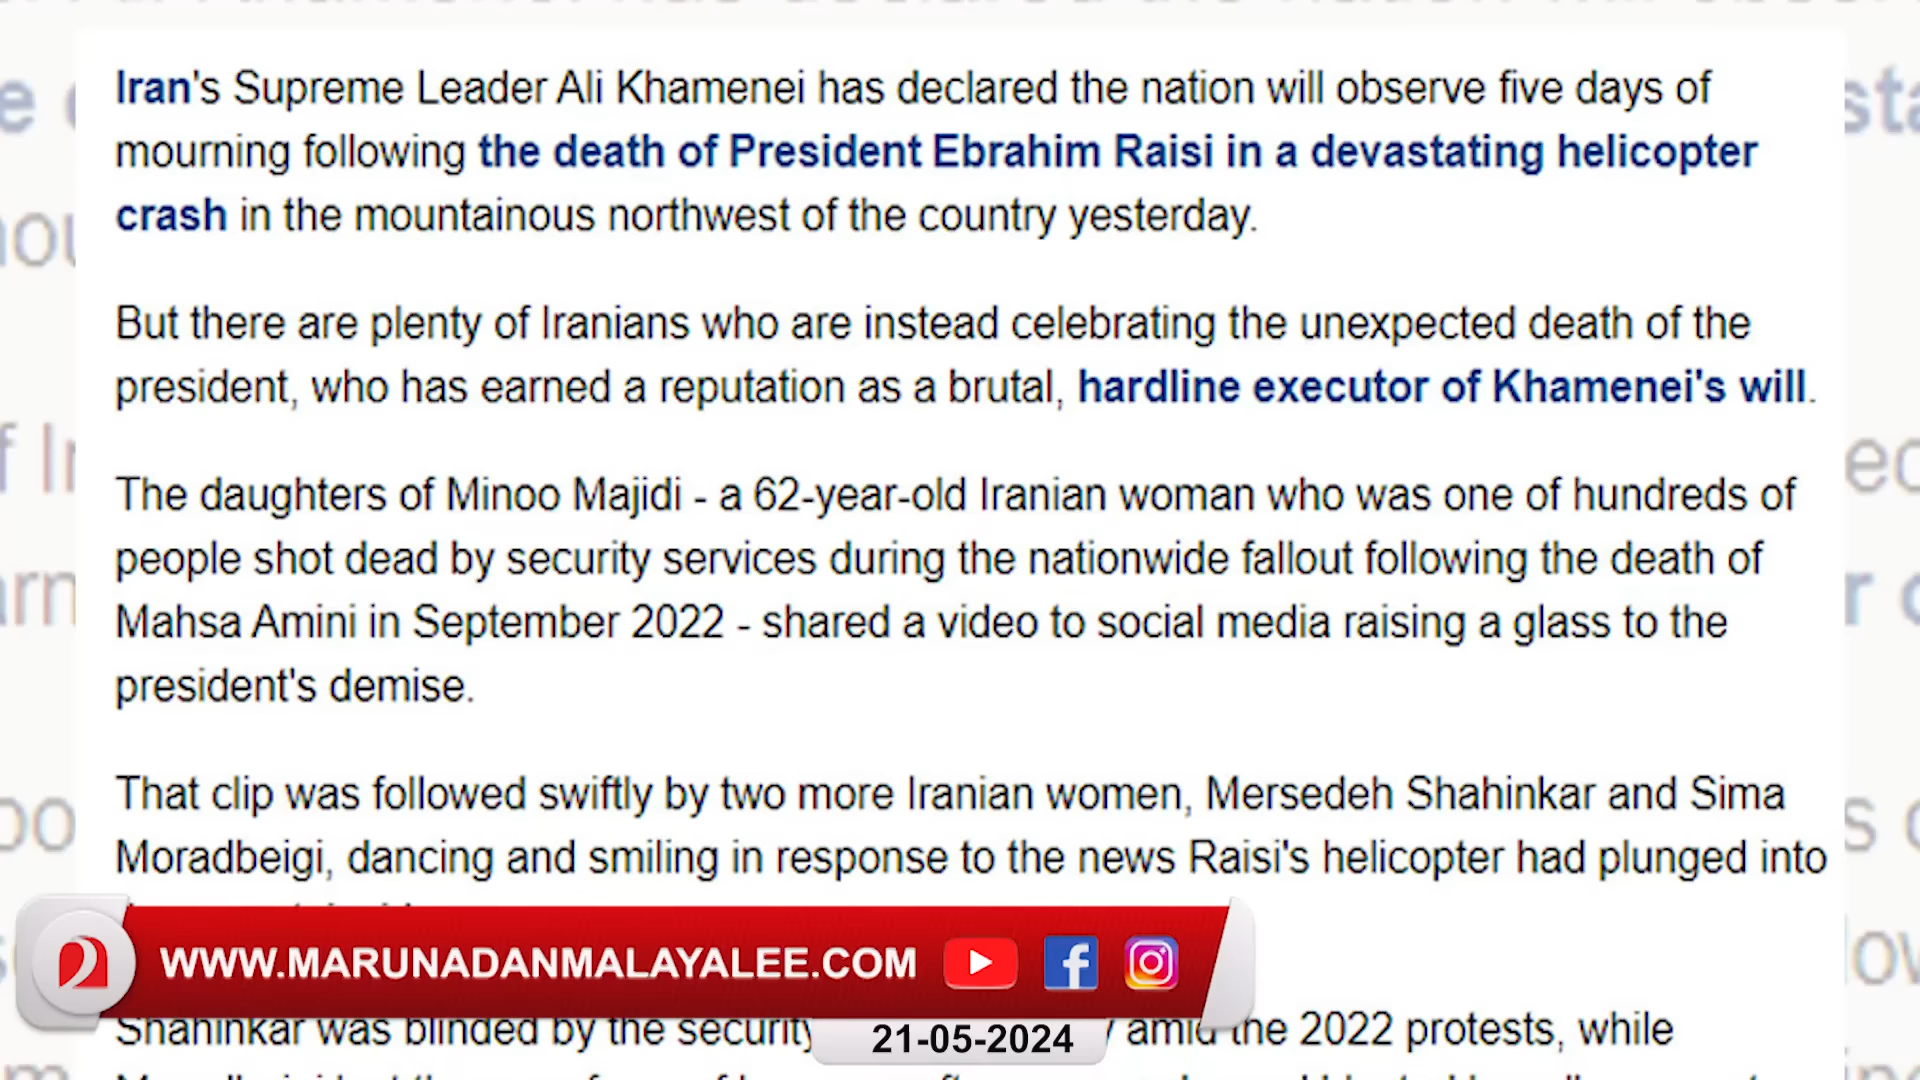 Iran's Supreme Leader Ali Khamenei has declared the nation will observe five days of
mourning following the death of President Ebrahim Raisi in a devastating helicopter
crash in the mountainous northwest of the country yesterday.
But there are plenty of Iranians who are instead celebrating the unexpected death of the
president, who has earned a reputation as a brutal, hardline executor of Khamenei's will.
The daughters of Minoo Majidi - a 62-year-old Iranian woman who was one of hundreds of
people shot dead by security services during the nationwide fallout following the death of
Mahsa Amini in September 2022 - shared a video to social media raising a glass to the
president's demise.
That clip was followed swiftly by two more Iranian women, Mersedeh Shahinkar and Sima
Moradbeigi, dancing and smiling in response to the news Raisi's helicopter had plunged into
WWW.MARUNADANMALAYALEE.COM
Shahinkar was blinded by the security amid the 2022 protests, while
21-05-2024